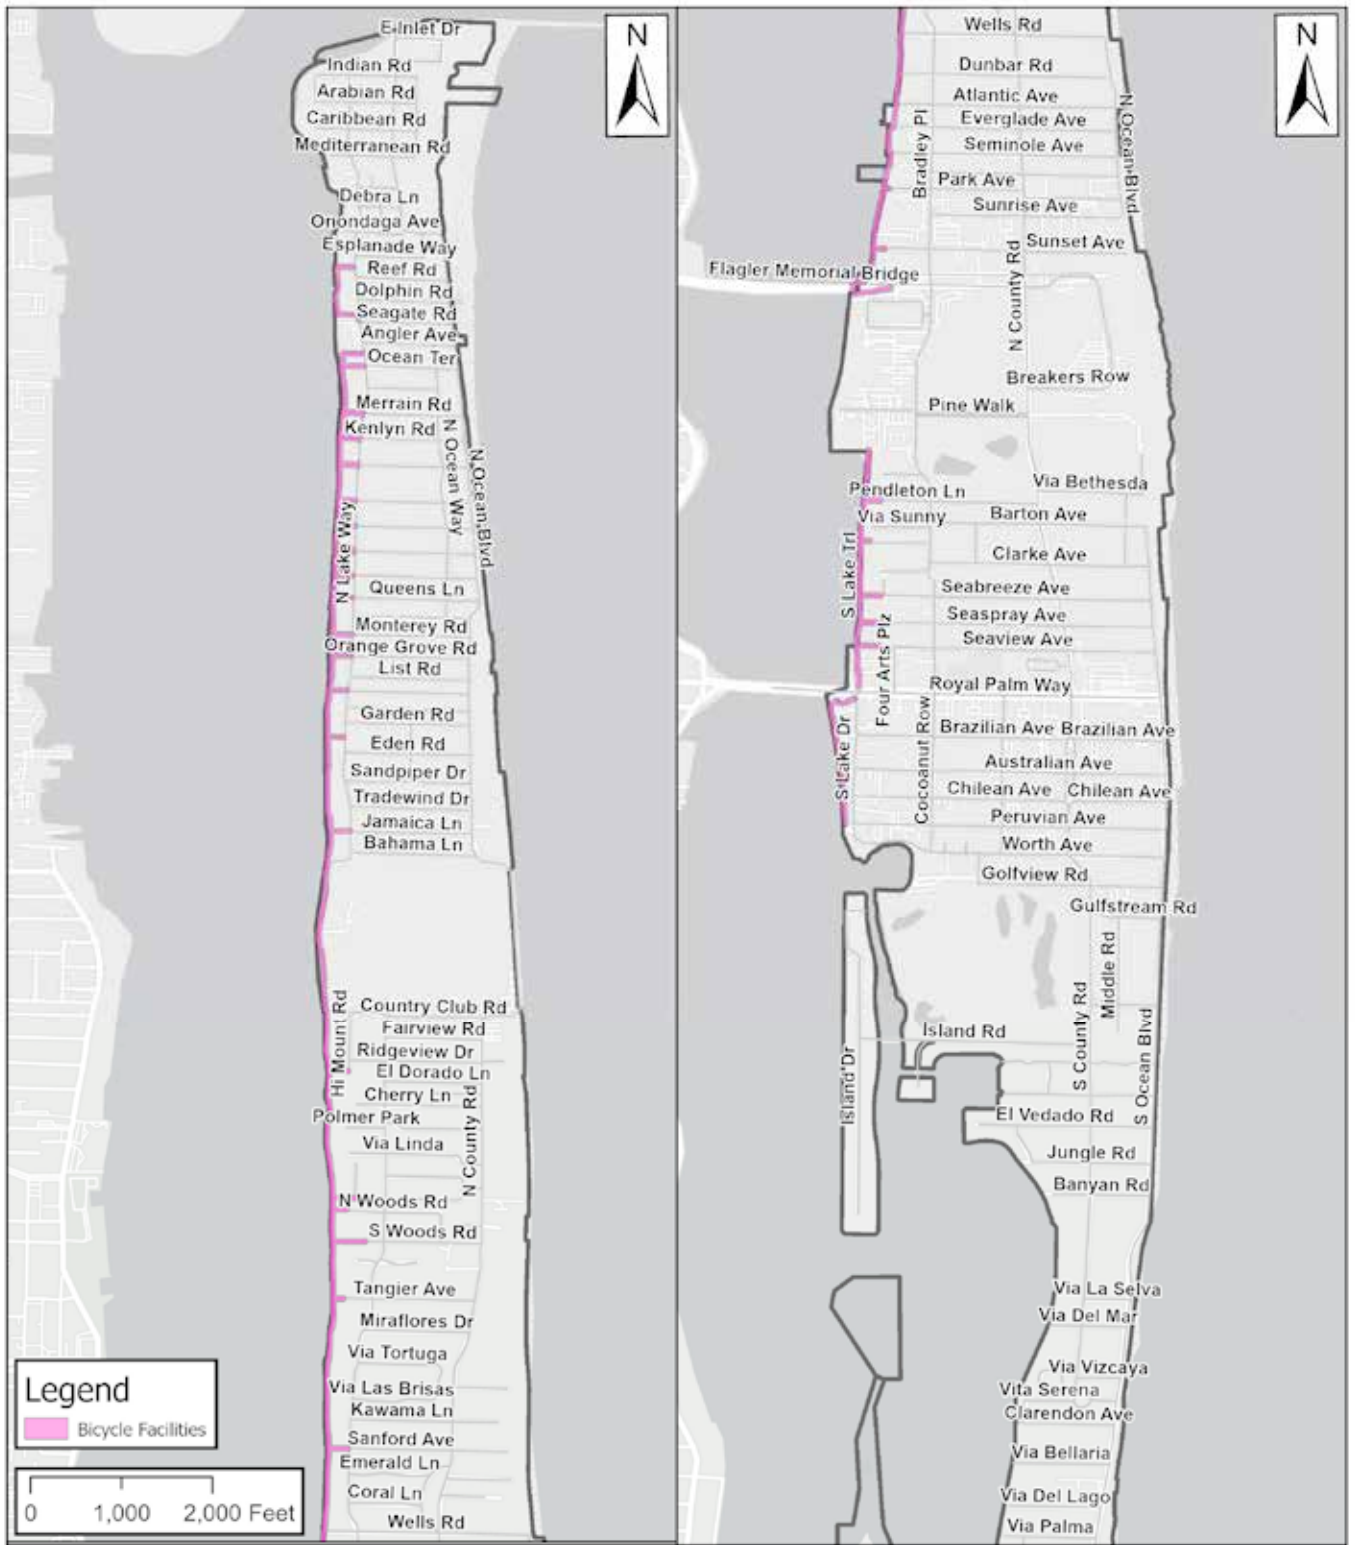 N
E Inlet Dr
Indian Rd
Arabian Rd
Caribbean Rd
Mediterranean Rd
Debra Ln
Onondaga Ave
Esplanade Way
Reef Rd
Dolphin Rd
Seagate Rd
Angler Ave
Ocean Ter
Merrain Rd
Kenlyn Rd
N Ocean Way
N Ocean Blvd
N Lake Way
Queens Ln
Monterey Rd
Orange Grove Rd
List Rd
Garden Rd
Eden Rd
Sandpiper Dr
Tradewind Dr
Jamaica Ln
Bahama Ln
Hi Mount Rd
Country Club Rd
Fairview Rd
Ridgeview Dr
El Dorado Ln
Cherry Ln
Polmer Park
Via Linda
N County Rd
N Woods Rd
S Woods Rd
Tangier Ave
Miraflores Dr
Via Tortuga
Via Las Brisas
Kawama Ln
Sanford Ave
Emerald Ln
Coral Ln
Wells Rd
Legend
Bicycle Facilities
0 1,000 2,000 Feet
N
Wells Rd
Dunbar Rd
Atlantic Ave
Everglade Ave
Seminole Ave
Bradley Pl
N Ocean Blvd
Park Ave
Sunrise Ave
Sunset Ave
Flagler Memorial Bridge
N County Rd
Breakers Row
Pine Walk
Via Bethesda
Pendleton Ln
Via Sunny
Barton Ave
Clarke Ave
S Lake Trl
Seabreeze Ave
Seaspray Ave
Seaview Ave
Four Arts Plz
Royal Palm Way
Brazilian Ave Brazilian Ave
S Lake Dr
Cocoanut Row
Australian Ave
Chilean Ave Chilean Ave
Peruvian Ave
Worth Ave
Golfview Rd
Gulfstream Rd
Middle Rd
S County Rd
S Ocean Blvd
Island Rd
Island Dr
El Vedado Rd
Jungle Rd
Banyan Rd
Via La Selva
Via Del Mar
Via Vizcaya
Vita Serena
Clarendon Ave
Via Bellaria
Via Del Lago
Via Palma